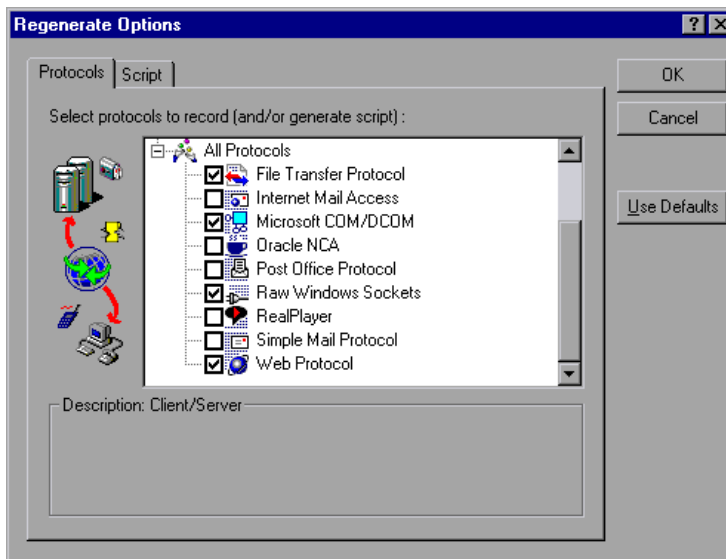 Regenerate Options
Protocols
Script
OK
Select protocols to record (and/or generate script) :
Cancel
All Protocols
File Transfer Protocol
Internet Mail Access
Use Defaults
Microsoft COM/DCOM
Oracle NCA
Post Office Protocol
Raw Windows Sockets
RealPlayer
Simple Mail Protocol
Web Protocol
Description: Client/Server